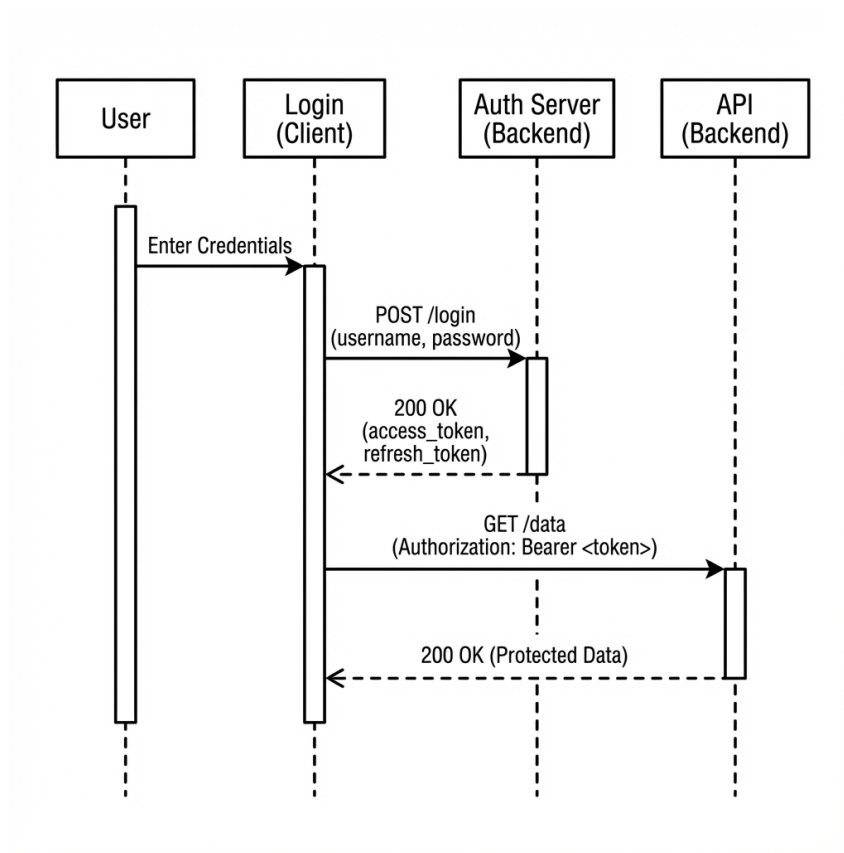 User
Login
(Client)
Auth Server
(Backend)
API
(Backend)
Enter Credentials
POST /login
(username, password)
200 OK
(access_token,
refresh_token)
GET /data
(Authorization: Bearer <token>)
200 OK (Protected Data)